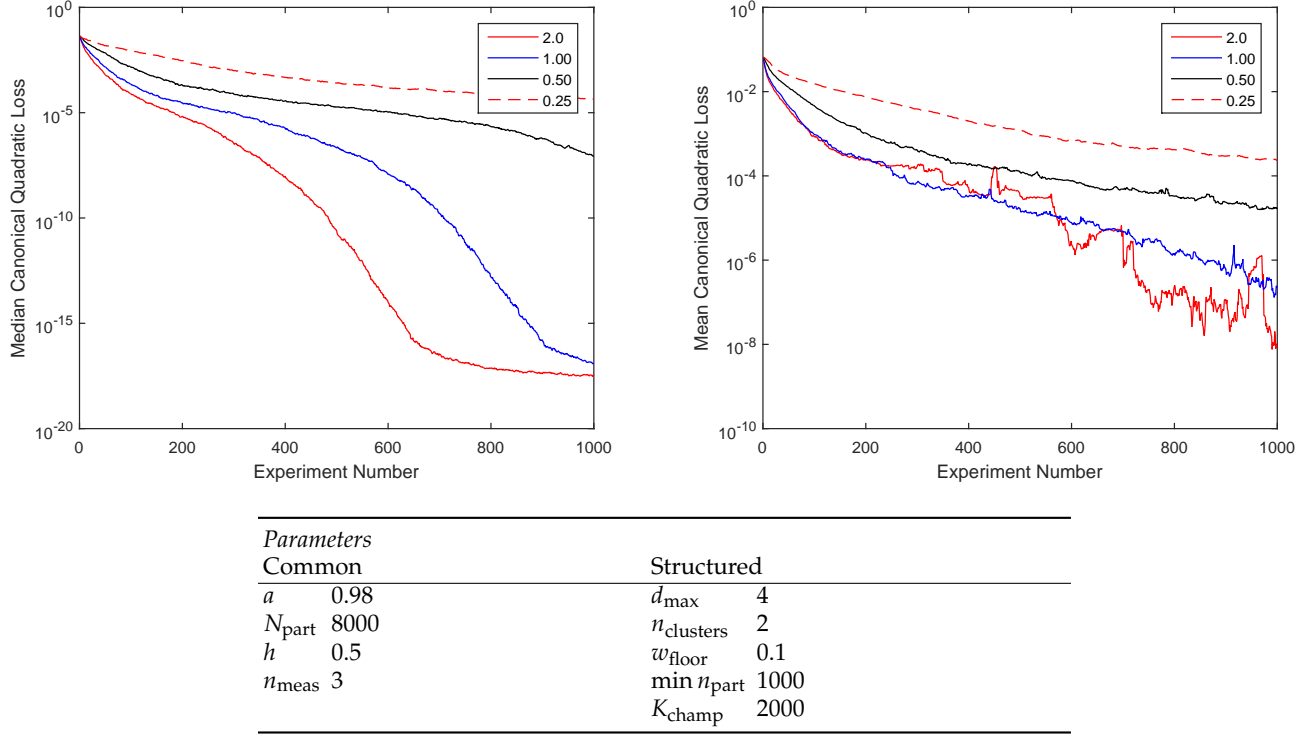 Median Canonical Quadratic Loss
10^0
10^-5
10^-10
10^-15
10^-20
0 200 400 600 800 1000
Experiment Number
2.0
1.00
0.50
0.25
Mean Canonical Quadratic Loss
10^0
10^-2
10^-4
10^-6
10^-8
10^-10
0 200 400 600 800 1000
Experiment Number
2.0
1.00
0.50
0.25
Parameters
Common Structured
a 0.98 d_max 4
N_part 8000 n_clusters 2
h 0.5 w_floor 0.1
n_meas 3 min n_part 1000
K_champ 2000